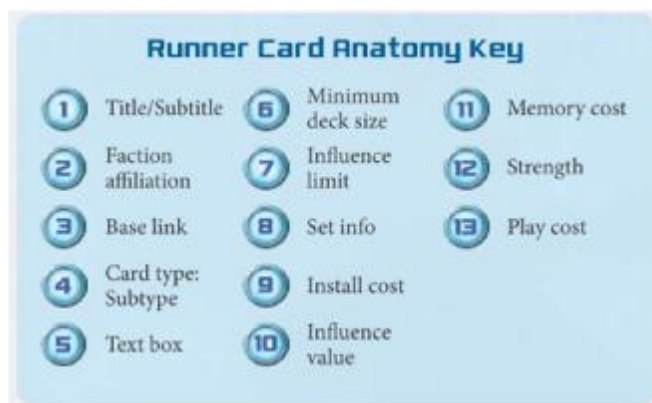 Runner Card Anatomy Key
1 Title/Subtitle
2 Faction
affiliation
3 Base link
4 Card type:
Subtype
5 Text box
6 Minimum
deck size
7 Influence
limit
8 Set info
9 Install cost
10 Influence
value
11 Memory cost
12 Strength
13 Play cost